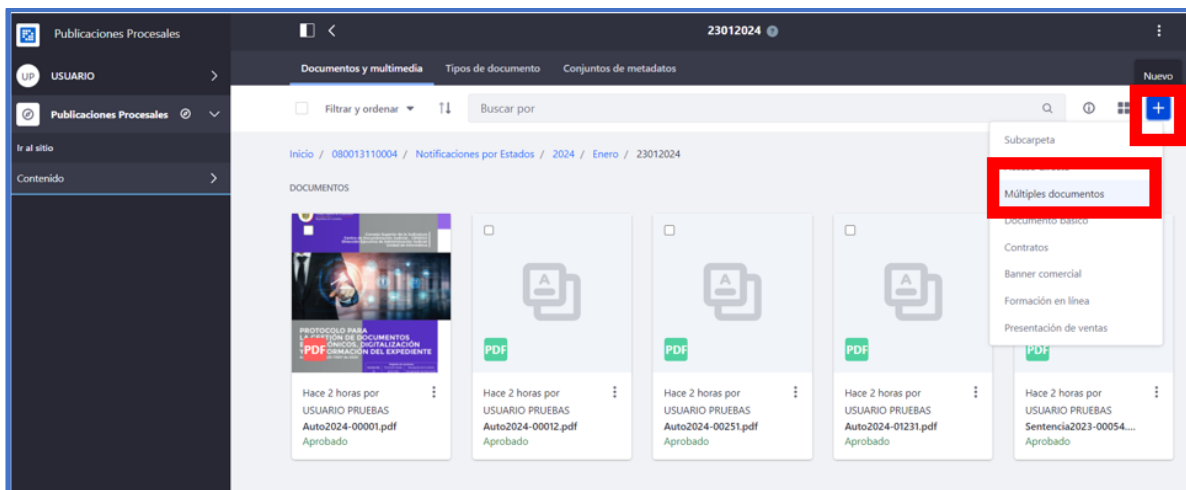 Publicaciones Procesales
23012024
UP USUARIO
Documentos y multimedia Tipos de documento Conjuntos de metadatos
Nuevo
Publicaciones Procesales
Filtrar y ordenar Buscar por
Ir al sitio
Contenido
Inicio / 080013110004 / Notificaciones por Estados / 2024 / Enero / 23012024
Subcarpeta
Múltiples documentos
Documento básico
Contratos
Banner comercial
Formación en línea
Presentación de ventas
DOCUMENTOS
PROTOCOLO PARA
LA GESTIÓN DE DOCUMENTOS
DIGITALIZACIÓN
PDF DEL EXPEDIENTE
PDF
PDF
PDF
PDF
Hace 2 horas por
USUARIO PRUEBAS
Auto2024-00001.pdf
Aprobado
Hace 2 horas por
USUARIO PRUEBAS
Auto2024-00012.pdf
Aprobado
Hace 2 horas por
USUARIO PRUEBAS
Auto2024-00251.pdf
Aprobado
Hace 2 horas por
USUARIO PRUEBAS
Auto2024-01231.pdf
Aprobado
Hace 2 horas por
USUARIO PRUEBAS
Sentencia2023-00054....
Aprobado